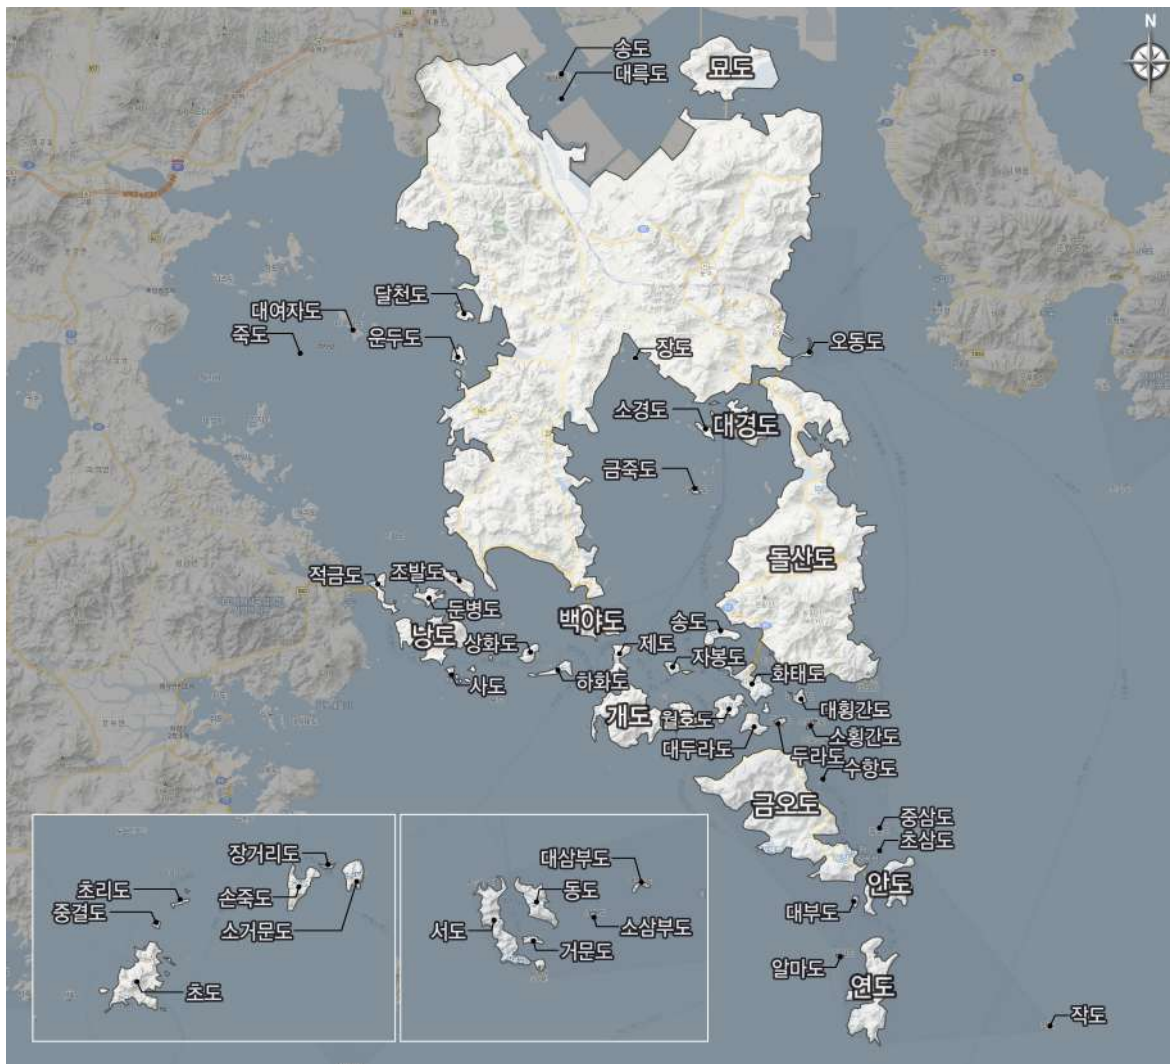 N
송도
대륵도
묘도
달천도
대여자도
죽도
운두도
장도
오동도
소경도
대경도
금죽도
돌산도
적금도
조발도
둔병도
백야도
송도
낭도
상화도
제도
자봉도
화태도
사도
하화도
대횡간도
개도
월호도
소횡간도
대두라도
두라도
수항도
금오도
중삼도
초삼도
안도
대부도
알마도
연도
작도
장거리도
초리도
손죽도
중결도
소거문도
초도
대삼부도
동도
서도
소삼부도
거문도